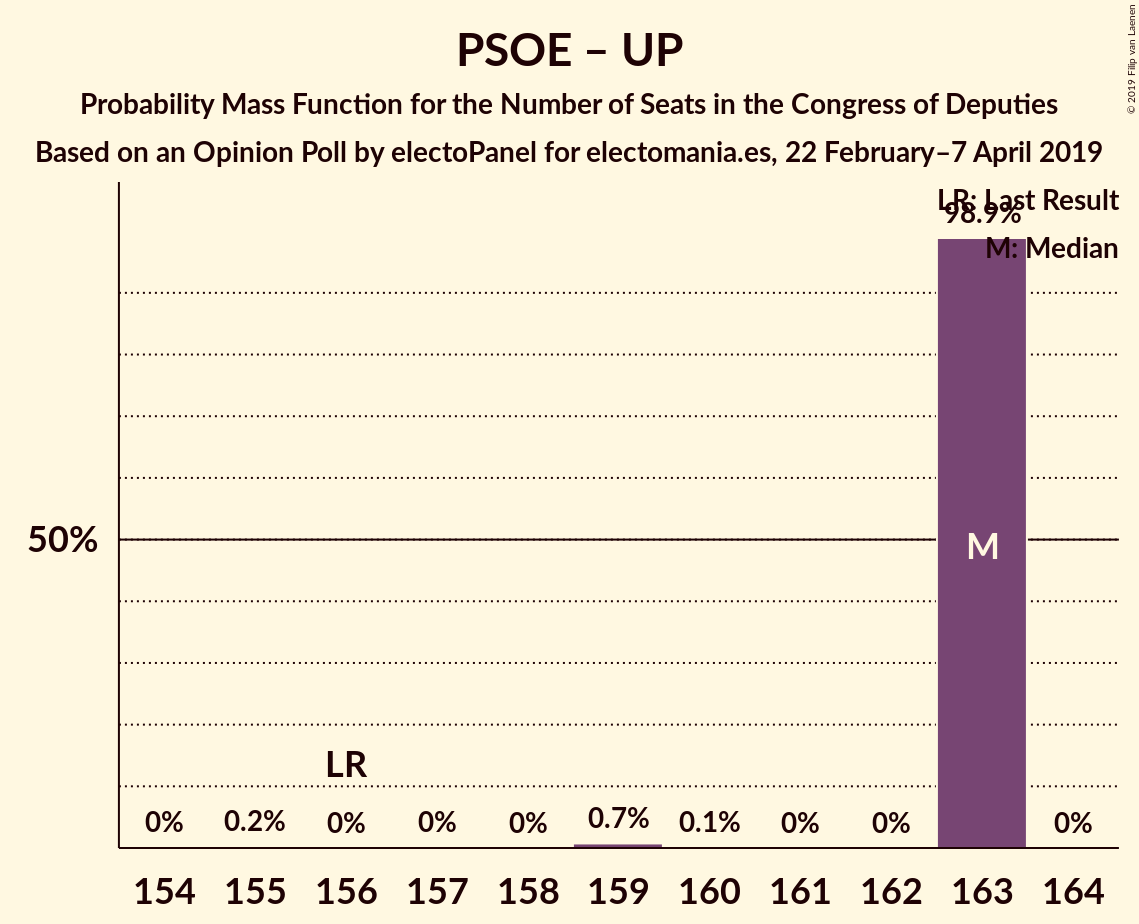 PSOE – UP
Probability Mass Function for the Number of Seats in the Congress of Deputies
Based on an Opinion Poll by electoPanel for electomania.es, 22 February–7 April 2019
© 2019 Filip van Laenen
LR: Last Result
98.9%
M: Median
50%
M
LR
0% 0.2% 0% 0% 0% 0.7% 0.1% 0% 0% 0%
154 155 156 157 158 159 160 161 162 163 164